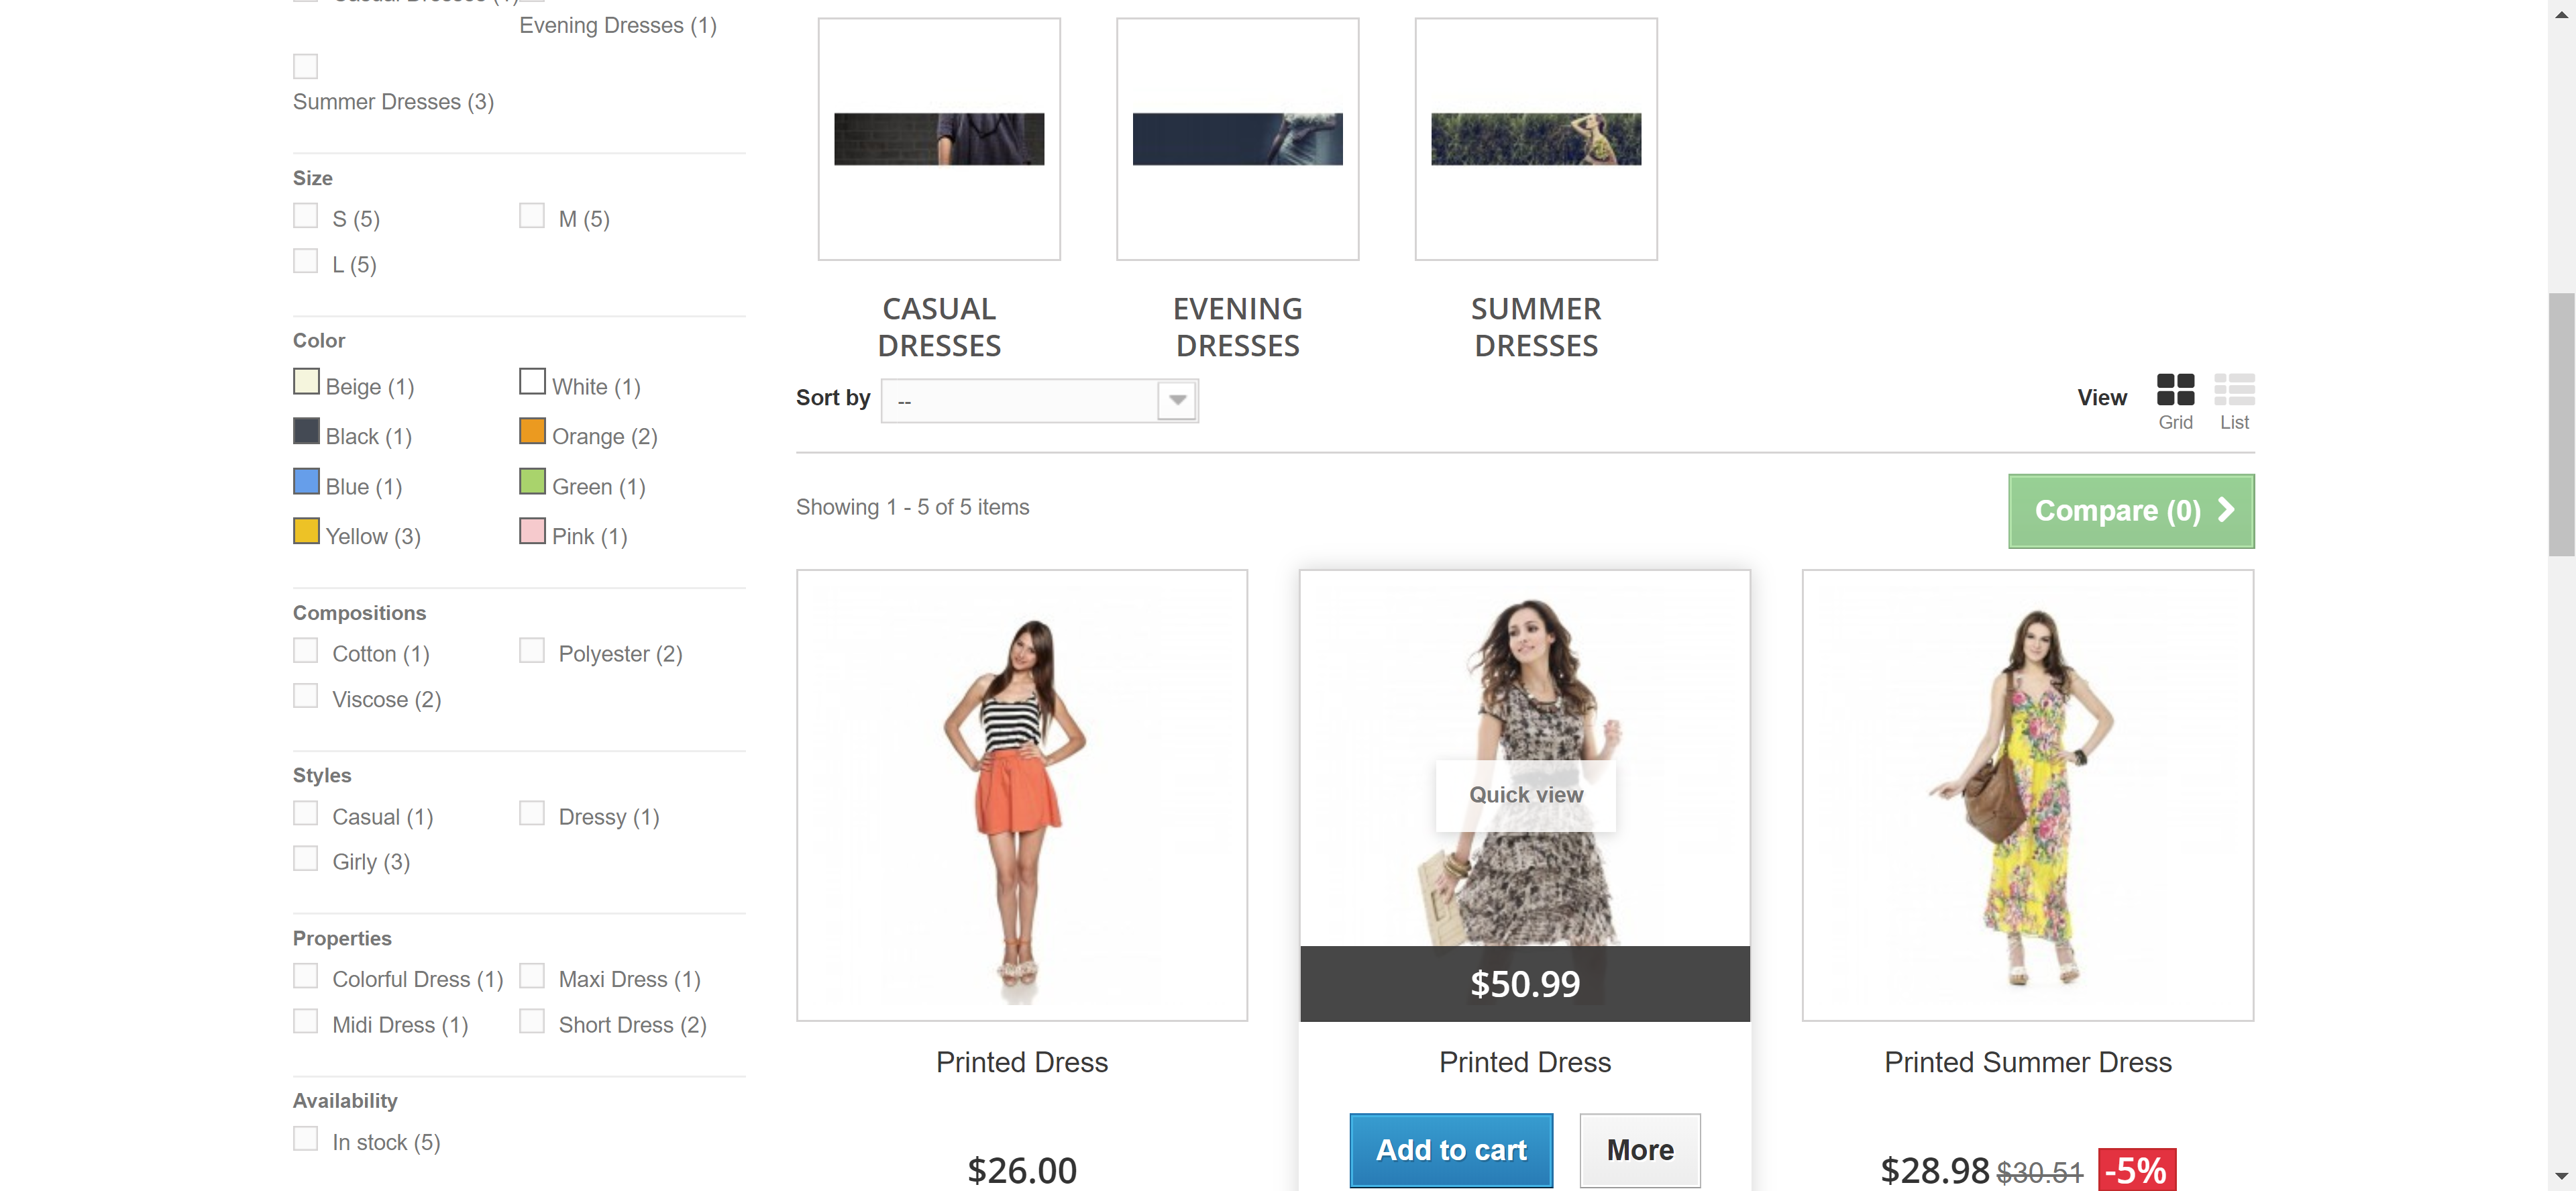 Evening Dresses (1)
Summer Dresses (3)
Size
S (5)
M (5)
L (5)
Color
Beige (1)
White (1)
Black (1)
Orange (2)
Blue (1)
Green (1)
Yellow (3)
Pink (1)
Compositions
Cotton (1)
Polyester (2)
Viscose (2)
Styles
Casual (1)
Dressy (1)
Girly (3)
Properties
Colorful Dress (1)
Maxi Dress (1)
Midi Dress (1)
Short Dress (2)
Availability
In stock (5)
CASUAL
DRESSES
EVENING
DRESSES
SUMMER
DRESSES
Sort by
--
View
Grid
List
Showing 1 - 5 of 5 items
Compare (0)
Quick view
$50.99
Printed Dress
$26.00
Printed Dress
Add to cart
More
Printed Summer Dress
$28.98 $30.51 -5%